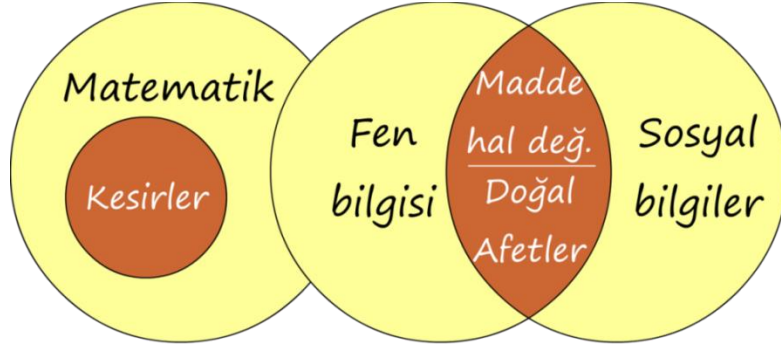 Matematik
Kesirler
Fen
bilgisi
Madde
hal değ.
Doğal
Afetler
Sosyal
bilgiler